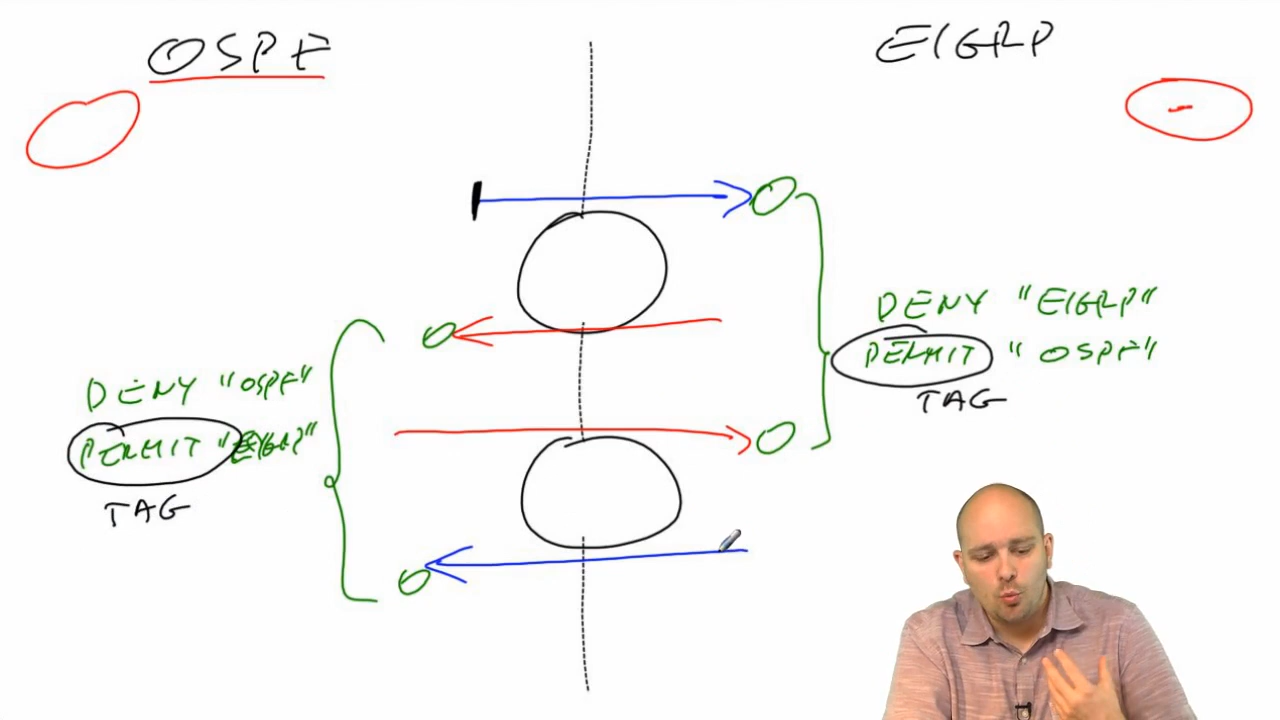 OSPF
EIGRP
DENY "EIGRP"
PERMIT "OSPF"
TAG
DENY "OSPF"
PERMIT "EIGRP"
TAG